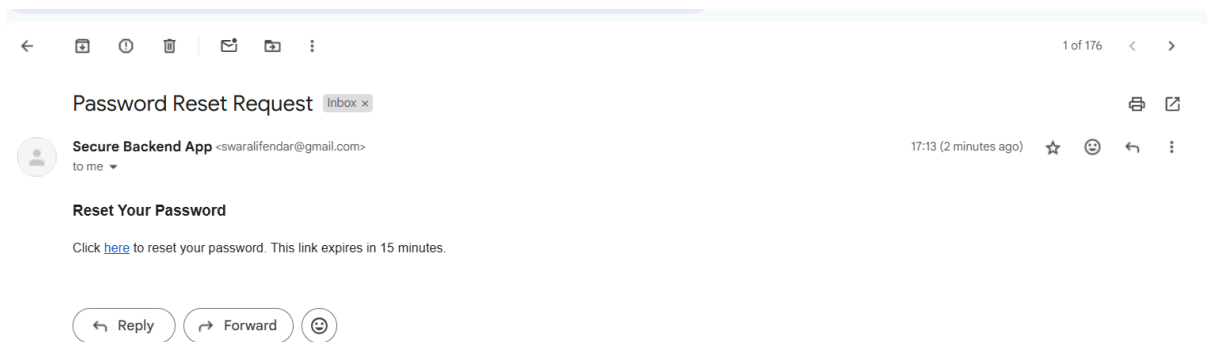 1 of 176
Password Reset Request Inbox ×
Secure Backend App <swaralifendar@gmail.com> 17:13 (2 minutes ago)
to me
Reset Your Password
Click here to reset your password. This link expires in 15 minutes.
Reply Forward